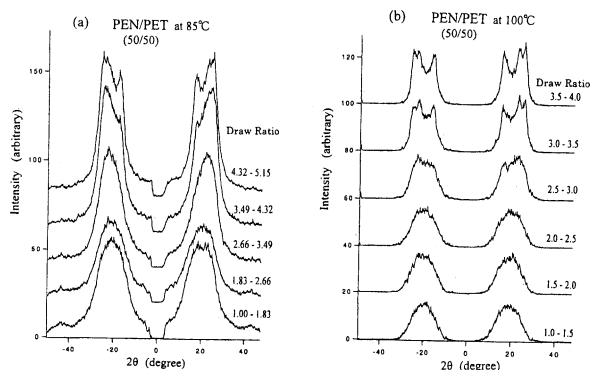 (a) PEN/PET at 85℃
(50/50)
Intensity (arbitrary)
150
100
50
0
Draw Ratio
4.32 - 5.15
3.49 - 4.32
2.66 - 3.49
1.83 - 2.66
1.00 - 1.83
-40 -20 0 20 40
2θ (degree)
(b) PEN/PET at 100℃
(50/50)
Intensity (arbitrary)
120
100
80
60
40
20
0
Draw Ratio
3.5 - 4.0
3.0 - 3.5
2.5 - 3.0
2.0 - 2.5
1.5 - 2.0
1.0 - 1.5
-40 -20 0 20 40
2θ (degree)